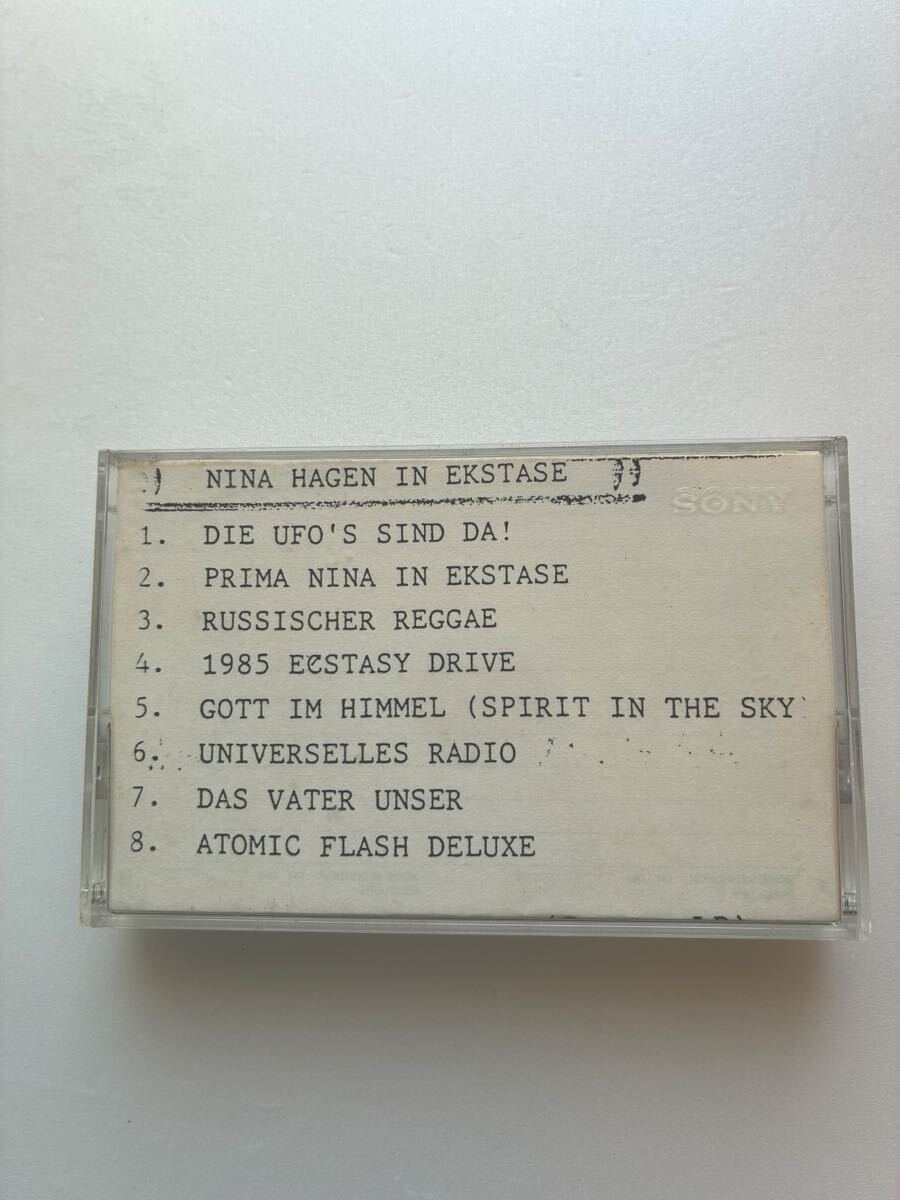 )) NINA HAGEN IN EKSTASE ))
SONY
1. DIE UFO'S SIND DA!
2. PRIMA NINA IN EKSTASE
3. RUSSISCHER REGGAE
4. 1985 ECSTASY DRIVE
5. GOTT IM HIMMEL (SPIRIT IN THE SKY)
6. UNIVERSELLES RADIO
7. DAS VATER UNSER
8. ATOMIC FLASH DELUXE